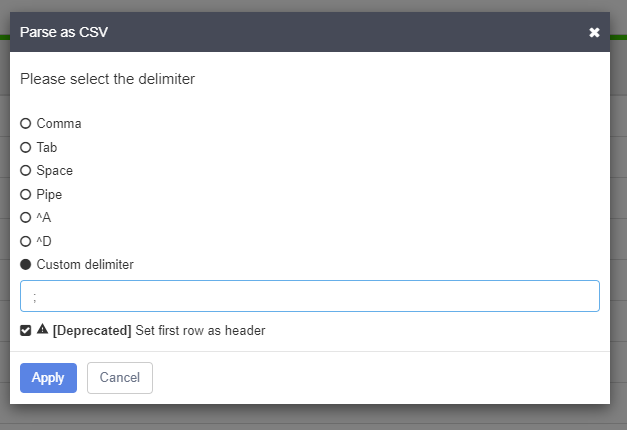 Parse as CSV
Please select the delimiter
Comma
Tab
Space
Pipe
^A
^D
Custom delimiter
;
[Deprecated] Set first row as header
Apply Cancel